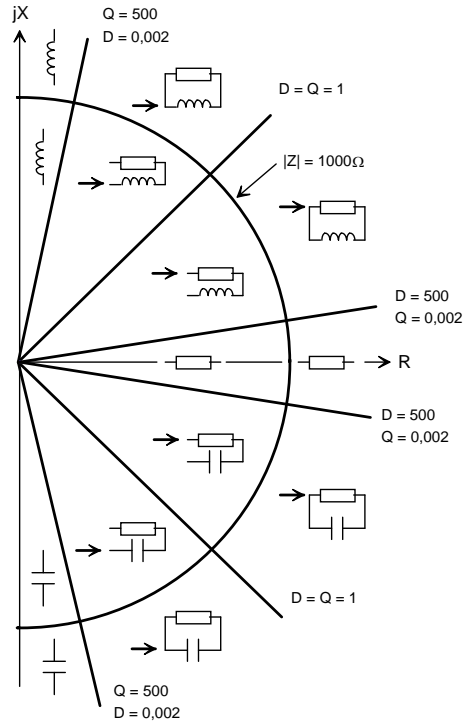 jX
Q = 500
D = 0,002
D = Q = 1
|Z| = 1000Ω
D = 500
Q = 0,002
R
D = 500
Q = 0,002
D = Q = 1
Q = 500
D = 0,002